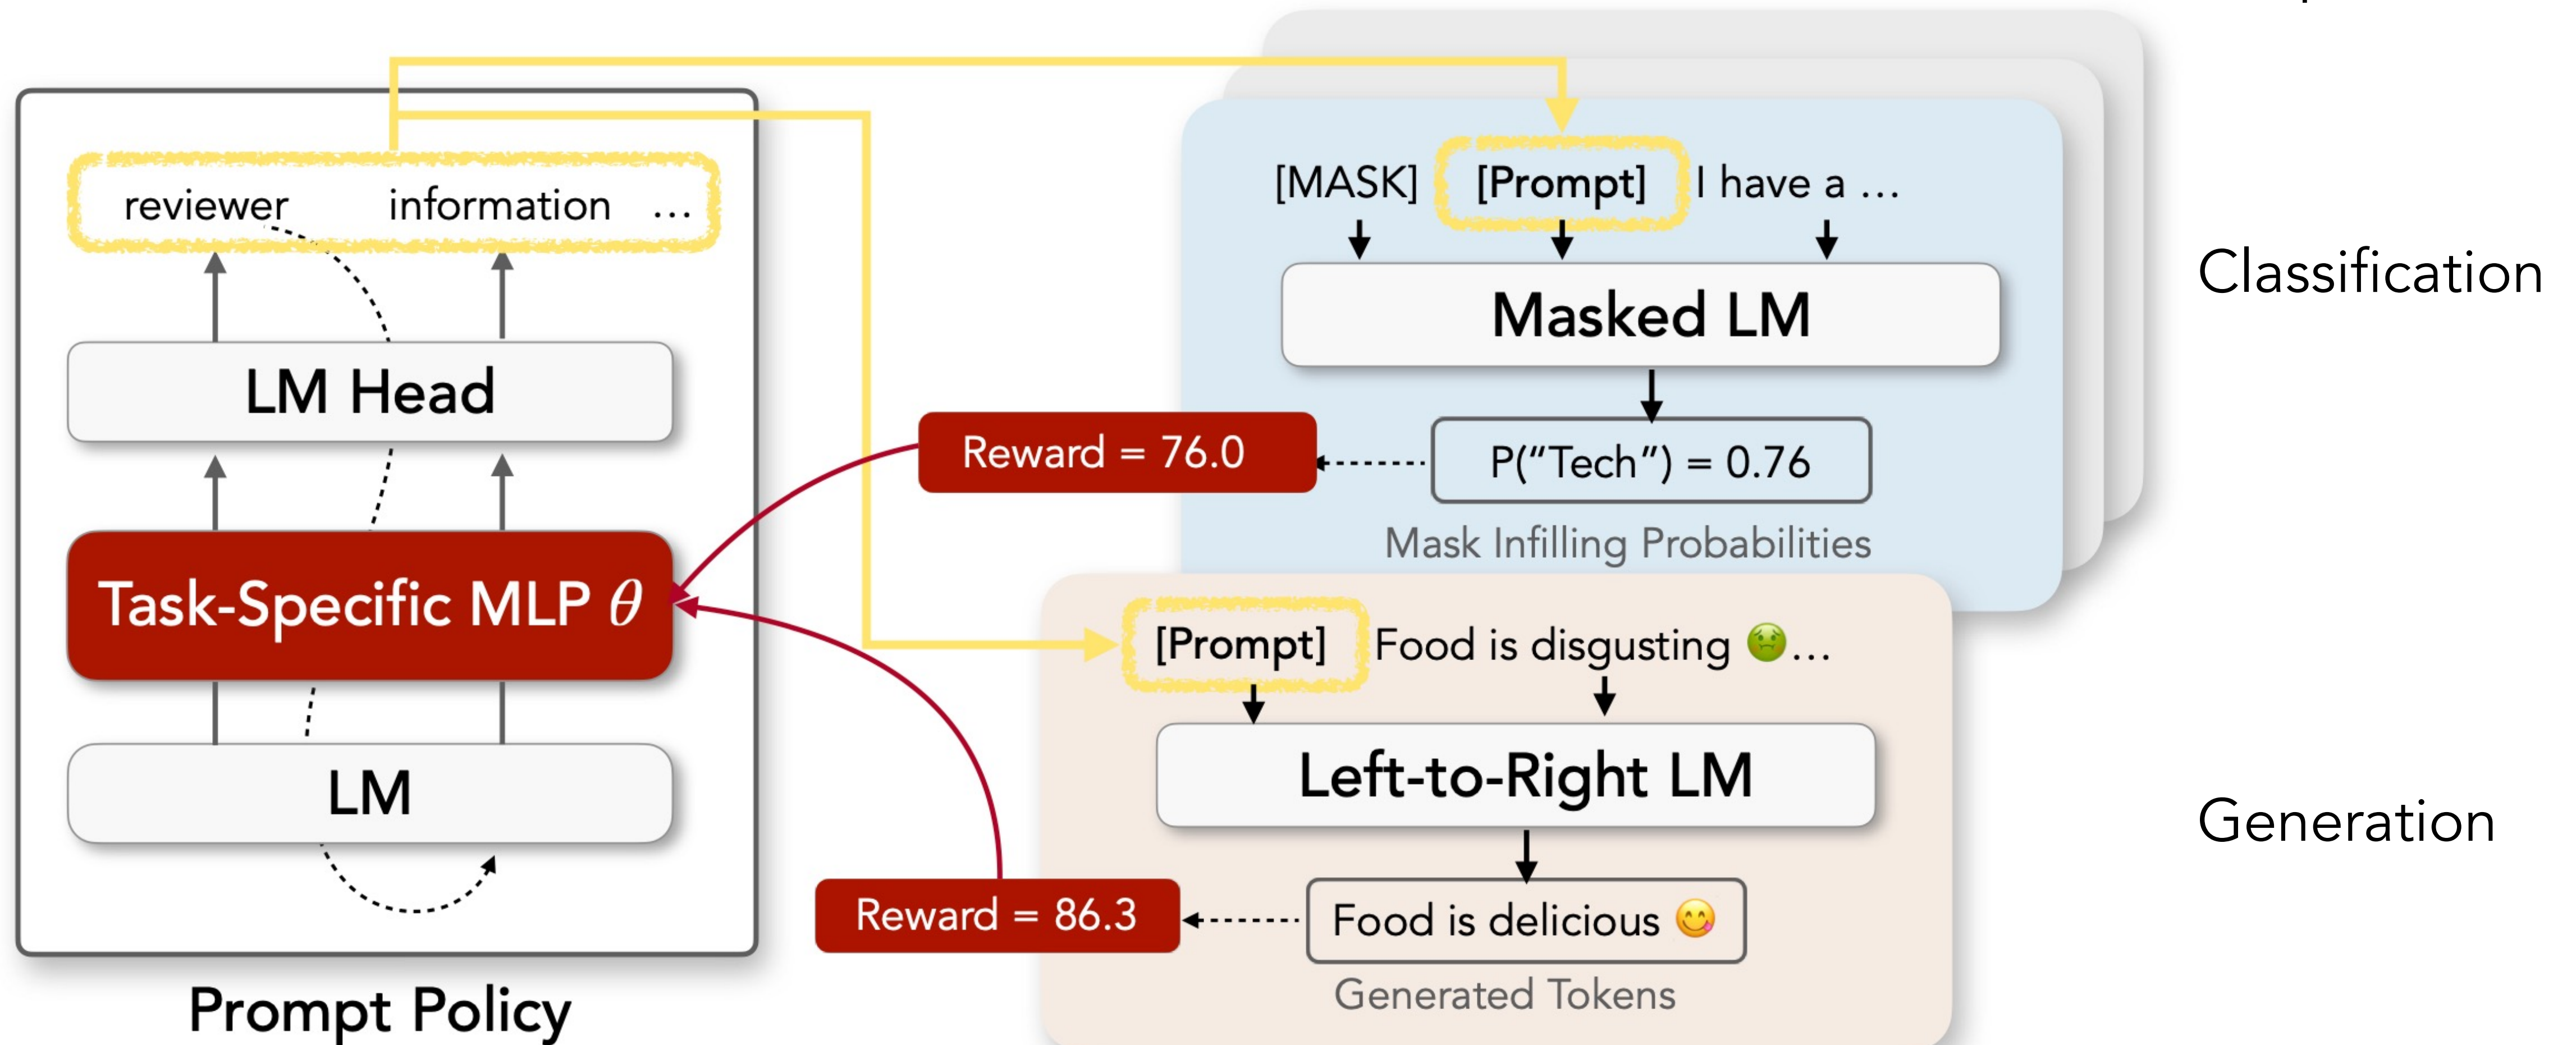 reviewer information ...
LM Head
Task-Specific MLP θ
LM
Prompt Policy
[MASK] [Prompt] I have a ...
Masked LM
P("Tech") = 0.76
Mask Infilling Probabilities
Reward = 76.0
Classification
[Prompt] Food is disgusting 🤢...
Left-to-Right LM
Food is delicious 😋
Generated Tokens
Reward = 86.3
Generation